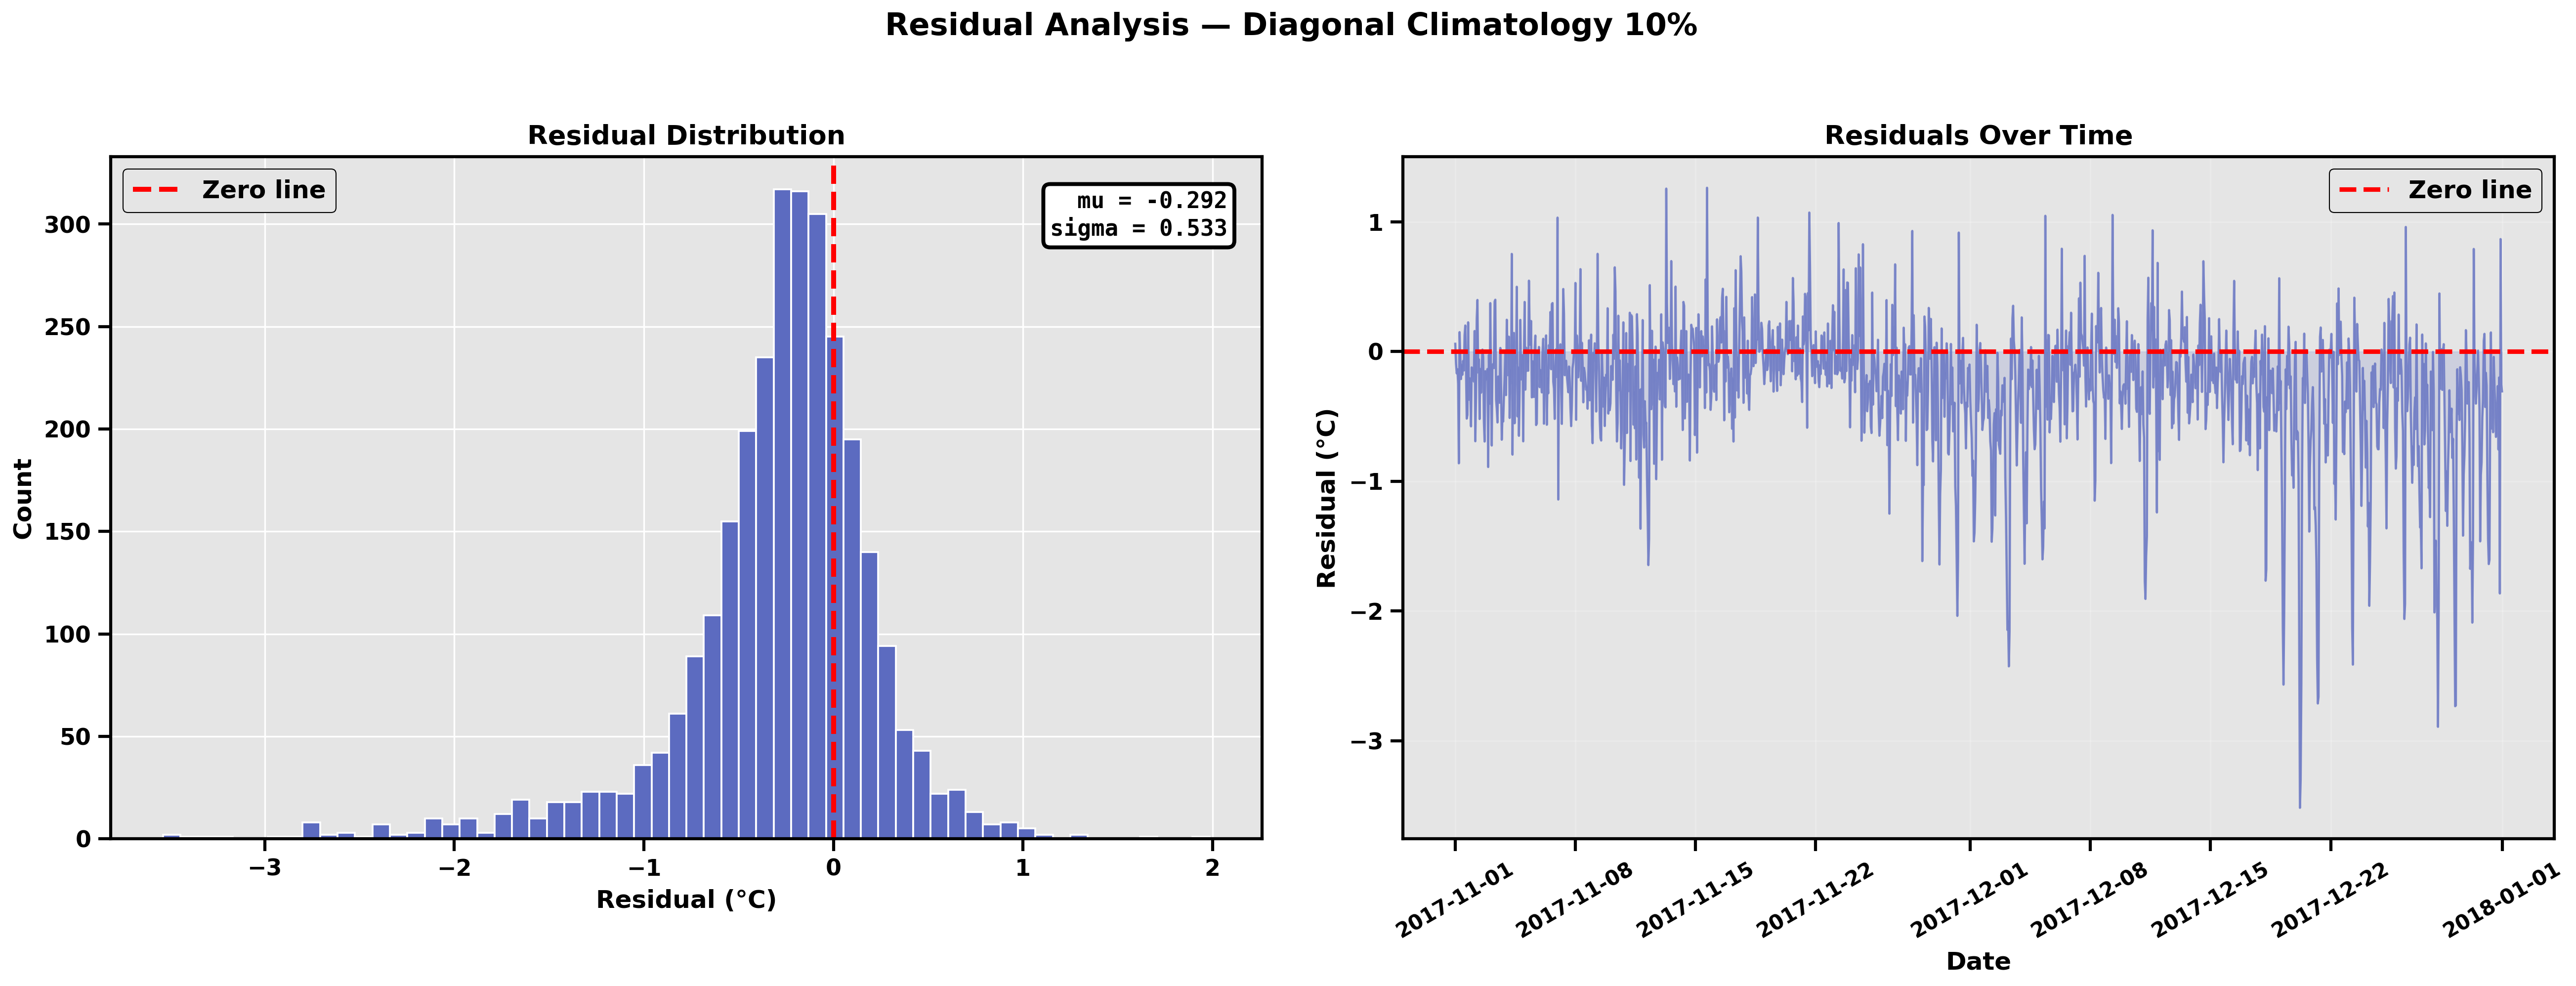 Residual Analysis — Diagonal Climatology 10%
Residual Distribution
Zero line
mu = -0.292
sigma = 0.533
300
250
200
150
100
50
0
Count
−3 −2 −1 0 1 2
Residual (°C)
Residuals Over Time
Zero line
1
0
−1
−2
−3
Residual (°C)
2017-11-01 2017-11-08 2017-11-15 2017-11-22 2017-12-01 2017-12-08 2017-12-15 2017-12-22 2018-01-01
Date